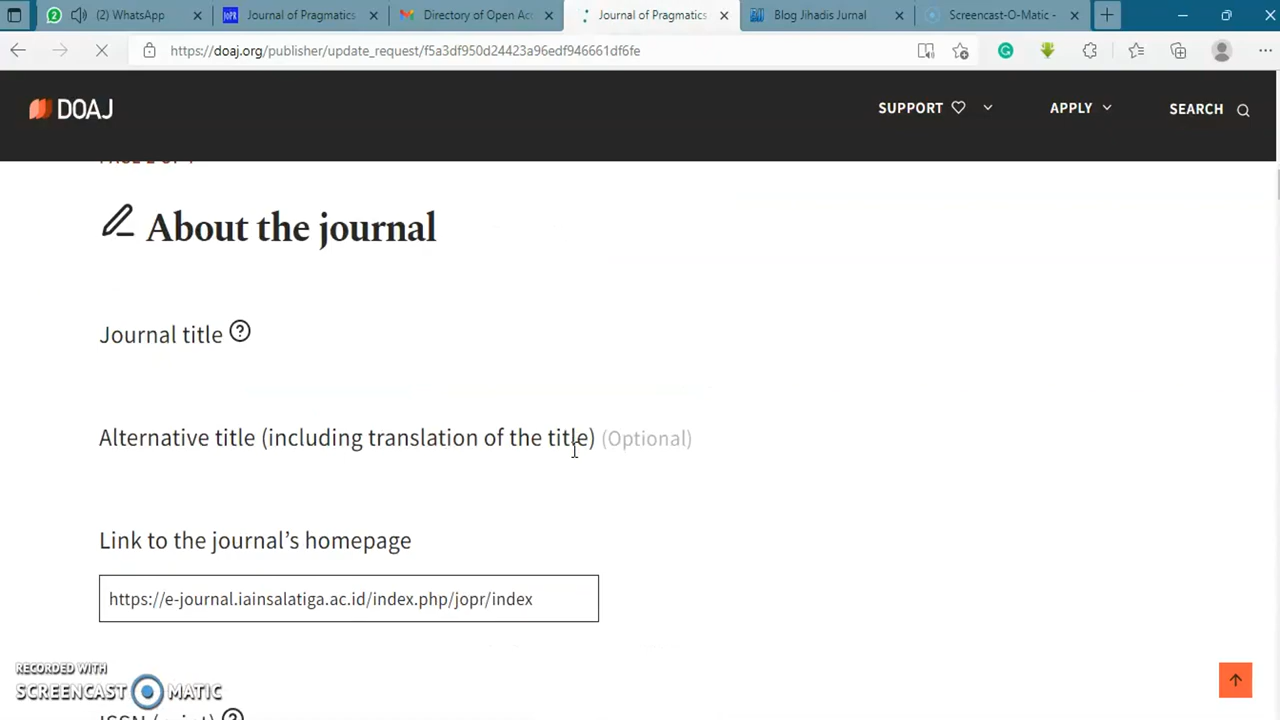 (2) WhatsApp
Journal of Pragmatics
Directory of Open Acc
Journal of Pragmatics
Blog Jihadis Jurnal
Screencast-O-Matic -
https://doaj.org/publisher/update_request/f5a3df950d24423a96edf946661df6fe
DOAJ
SUPPORT
APPLY
SEARCH
About the journal
Journal title ?
Alternative title (including translation of the title) (Optional)
Link to the journal’s homepage
https://e-journal.iainsalatiga.ac.id/index.php/jopr/index
RECORDED WITH
SCREENCAST MATIC
ISSN (print) ?